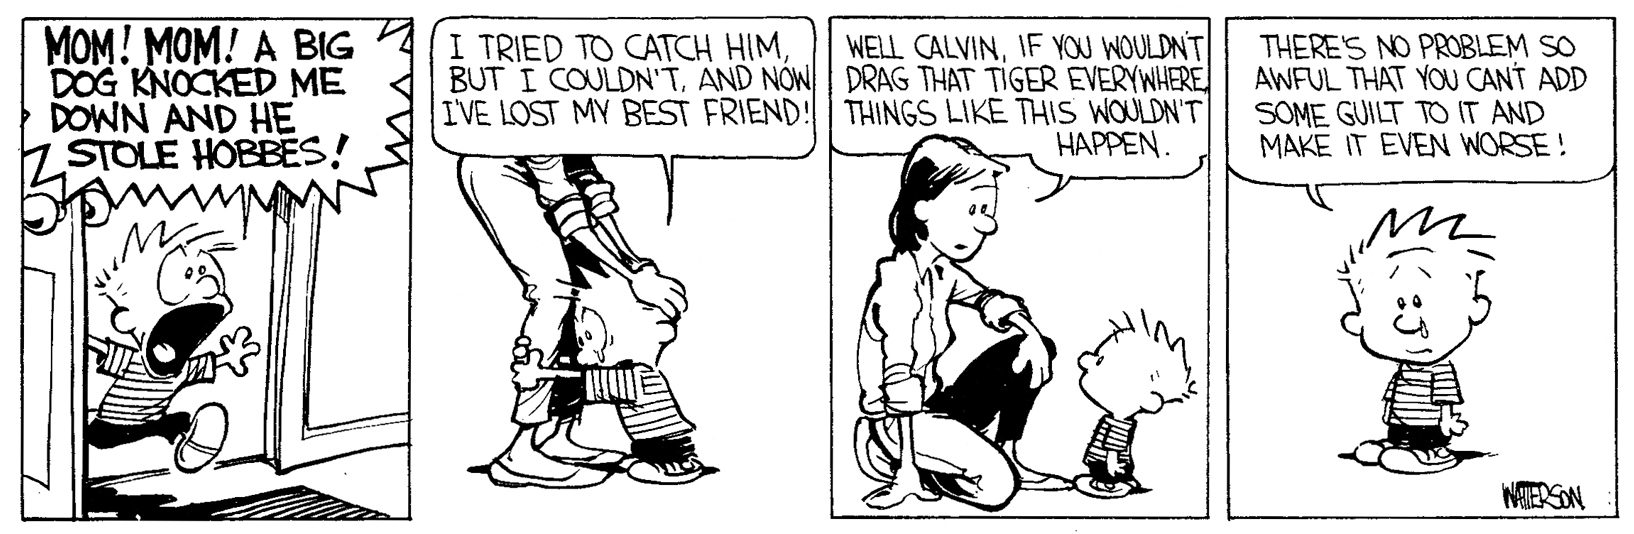 MOM! MOM! A BIG
DOG KNOCKED ME
DOWN AND HE
STOLE HOBBES!
I TRIED TO CATCH HIM,
BUT I COULDN'T, AND NOW
I'VE LOST MY BEST FRIEND!
WELL CALVIN, IF YOU WOULDN'T
DRAG THAT TIGER EVERYWHERE,
THINGS LIKE THIS WOULDN'T
HAPPEN.
THERE'S NO PROBLEM SO
AWFUL THAT YOU CAN'T ADD
SOME GUILT TO IT AND
MAKE IT EVEN WORSE!
WATTERSON